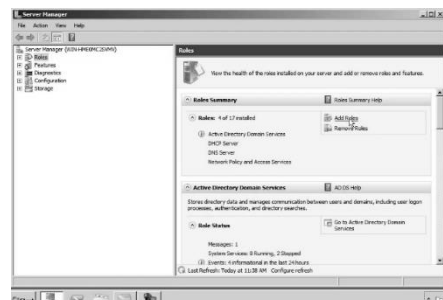 Server Manager
File Action View Help
Server Manager (WIN-HME0MC2DVMV)
Roles
Features
Diagnostics
Configuration
Storage
Roles
View the health of the roles installed on your server and add or remove roles and features.
Roles Summary
Roles Summary Help
Roles: 4 of 17 installed
Add Roles
Remove Roles
Active Directory Domain Services
DHCP Server
DNS Server
Network Policy and Access Services
Active Directory Domain Services
AD DS Help
Stores directory data and manages communication between users and domains, including user logon
processes, authentication, and directory searches.
Role Status
Go to Active Directory Domain
Services
Messages: 1
System Services: 8 Running, 2 Stopped
Events: 4 informational in the last 24 hours
Last Refresh: Today at 11:38 AM Configure refresh